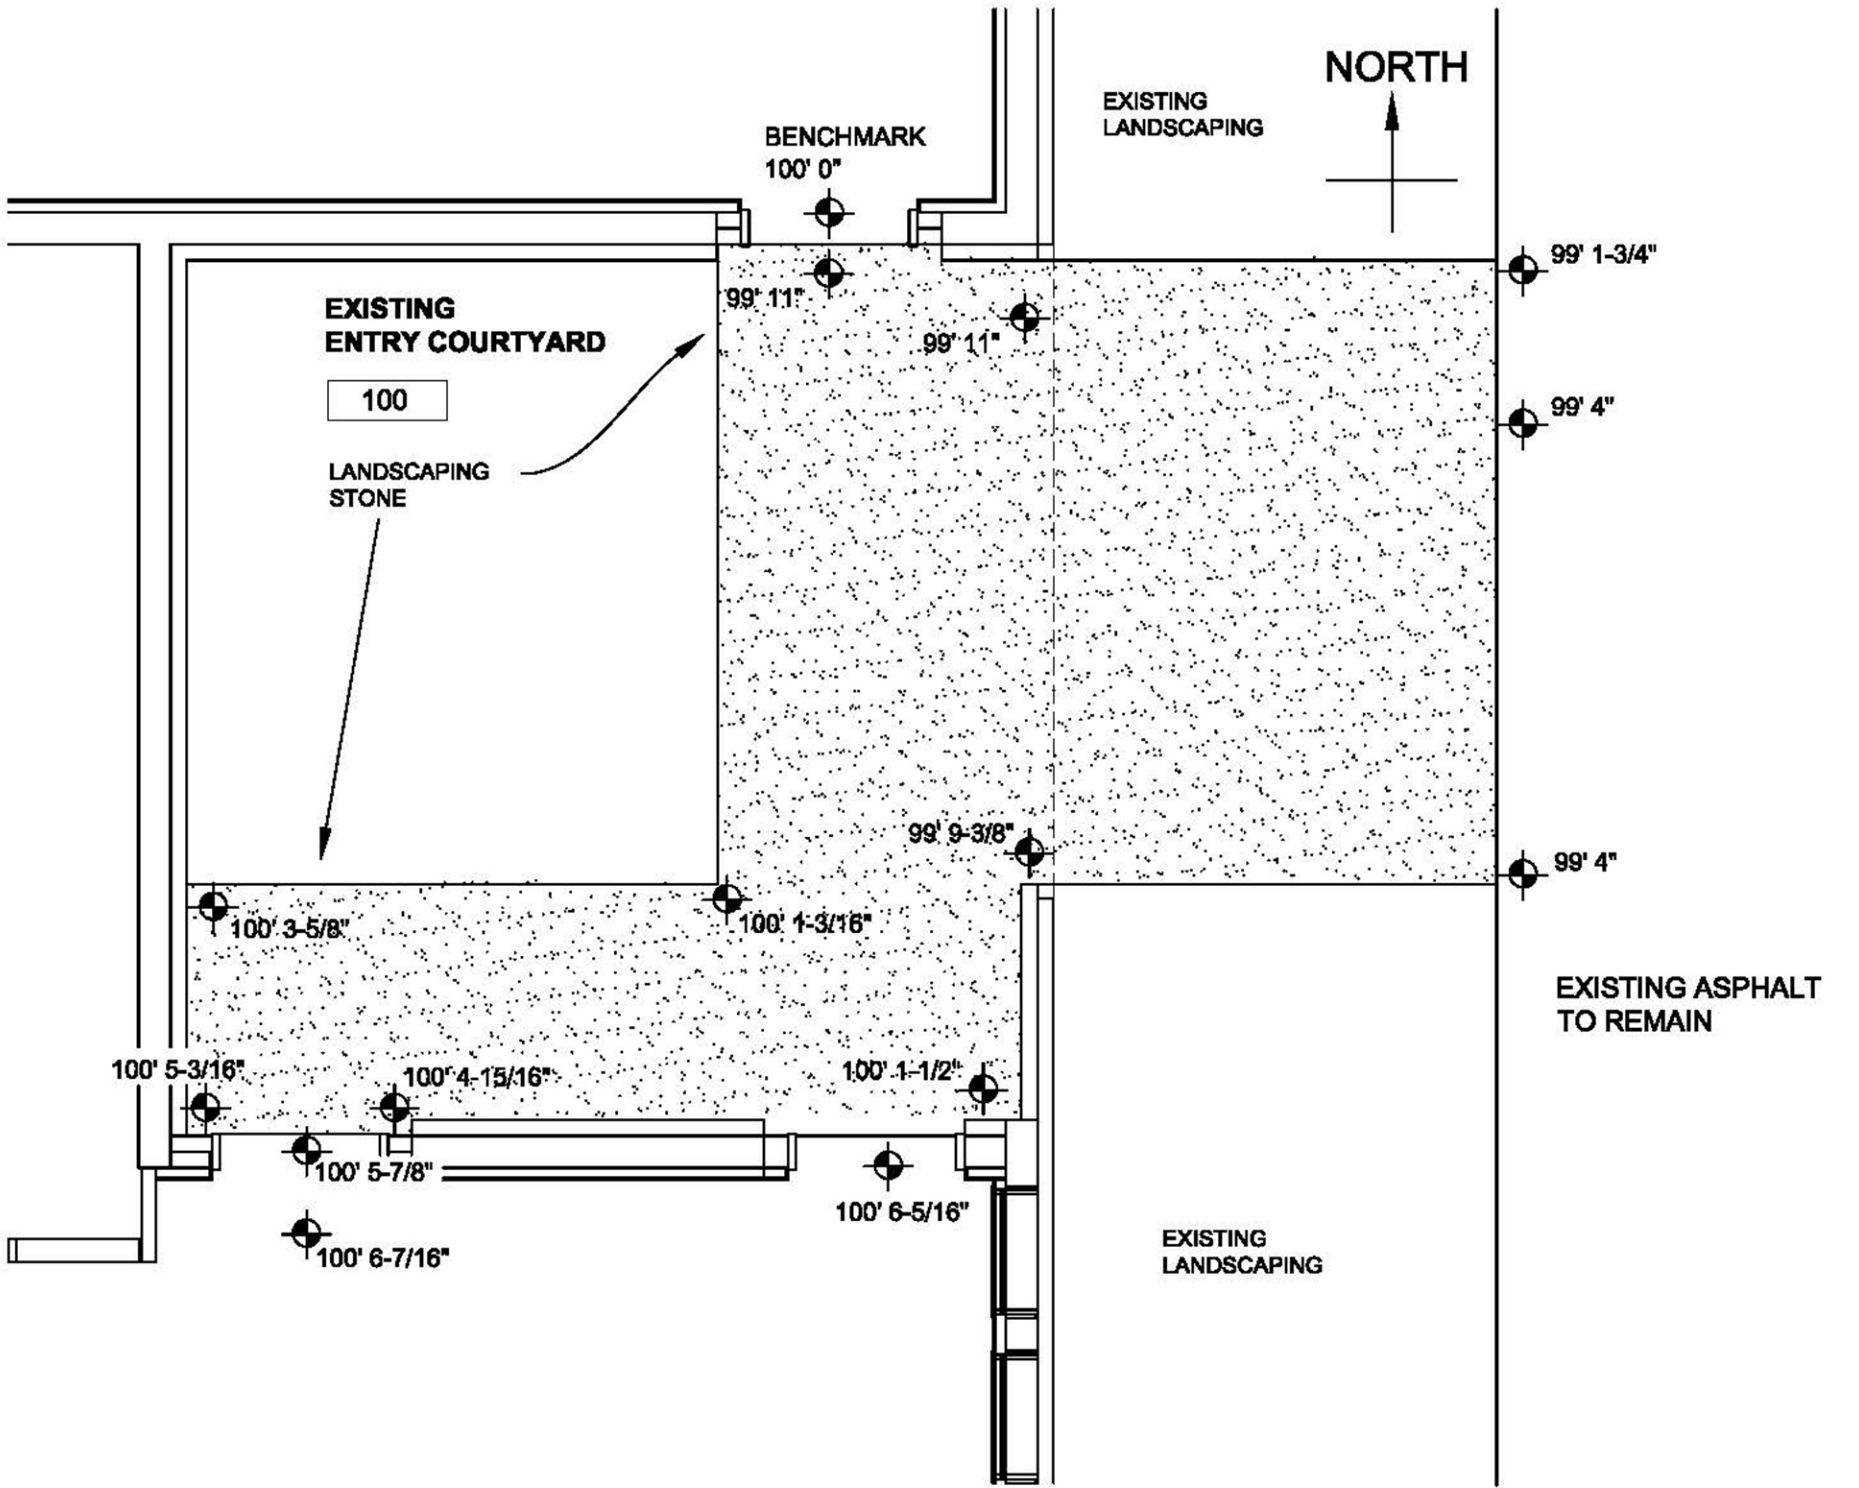 NORTH
EXISTING
LANDSCAPING
BENCHMARK
100' 0"
99' 1-3/4"
99' 11"
EXISTING
ENTRY COURTYARD
99' 11"
100
99' 4"
LANDSCAPING
STONE
99' 9-3/8"
99' 4"
100' 3-5/8"
100' 1-3/16"
EXISTING ASPHALT
TO REMAIN
100' 5-3/16"
100' 4-15/16"
100' 1-1/2"
100' 5-7/8"
100' 6-5/16"
100' 6-7/16"
EXISTING
LANDSCAPING